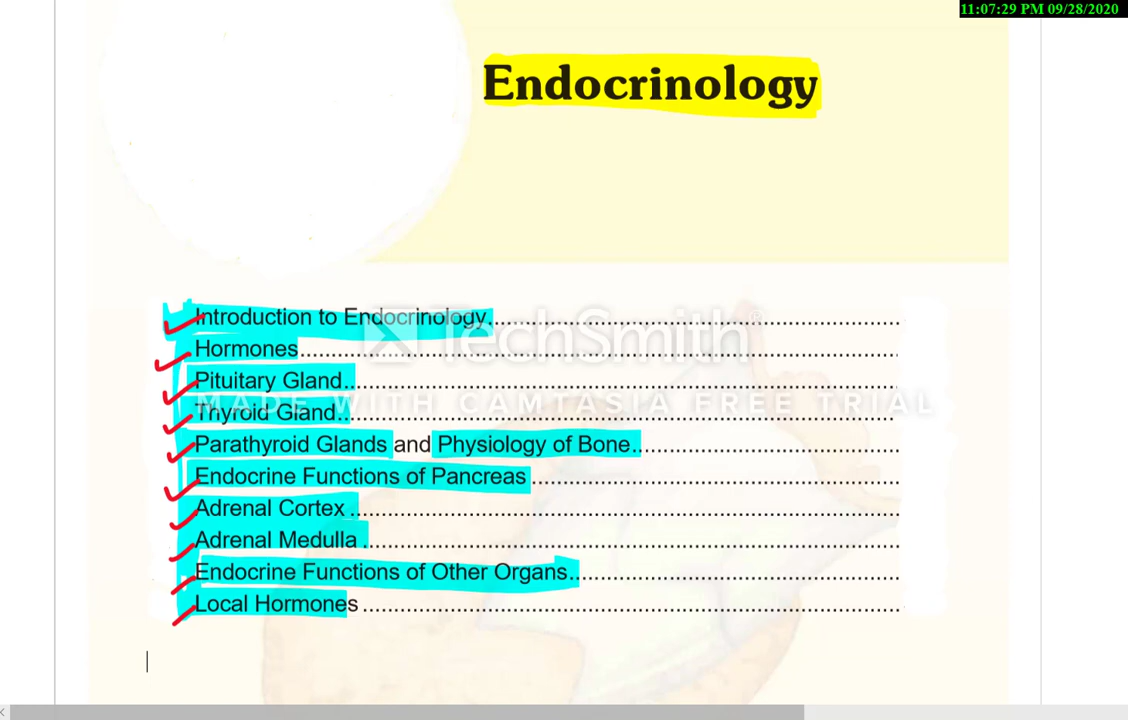 11:07:29 PM 09/28/2020
Endocrinology
Introduction to Endocrinology..................................................................
TechSmith®
Hormones................................................................................................
Pituitary Gland.......................................................................................
MADE WITH CAMTASIA FREE TRIAL
Thyroid Gland........................................................................................
Parathyroid Glands and Physiology of Bone..........................................
Endocrine Functions of Pancreas...........................................................
Adrenal Cortex.......................................................................................
Adrenal Medulla.....................................................................................
Endocrine Functions of Other Organs.....................................................
Local Hormones.....................................................................................